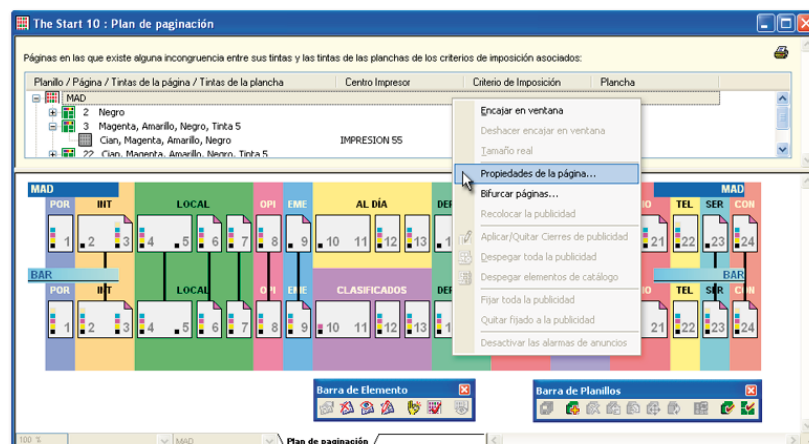 The Start 10 : Plan de paginación
Páginas en las que existe alguna incongruencia entre sus tintas y las tintas de las planchas de los criterios de imposición asociados:
Planillo / Página / Tintas de la página / Tintas de la plancha Centro Impresor Criterio de Imposición Plancha
MAD
2 Negro
3 Magenta, Amarillo, Negro, Tinta 5
Cian, Magenta, Amarillo, Negro IMPRESION 55
22 Cian, Magenta, Amarillo, Negro, Tinta 5
Encajar en ventana
Deshacer encajar en ventana
Tamaño real
Propiedades de la página...
Bifurcar páginas...
Recolocar la publicidad
Aplicar/Quitar Cierres de publicidad
Despegar toda la publicidad
Despegar elementos de catálogo
Fijar toda la publicidad
Quitar fijado a la publicidad
Desactivar las alarmas de anuncios
MAD MAD
POR INT LOCAL OPI EME AL DÍA DEP IO TEL SER CON
1 2 3 4 5 6 7 8 9 10 11 12 13 1 21 22 23 24
BAR BAR
POR INT LOCAL OPI EME CLASIFICADOS DEP IO TEL SER CON
1 2 3 4 5 6 7 8 9 10 11 12 13 1 21 22 23 24
Barra de Elemento
Barra de Planillos
100 % MAD Plan de paginación